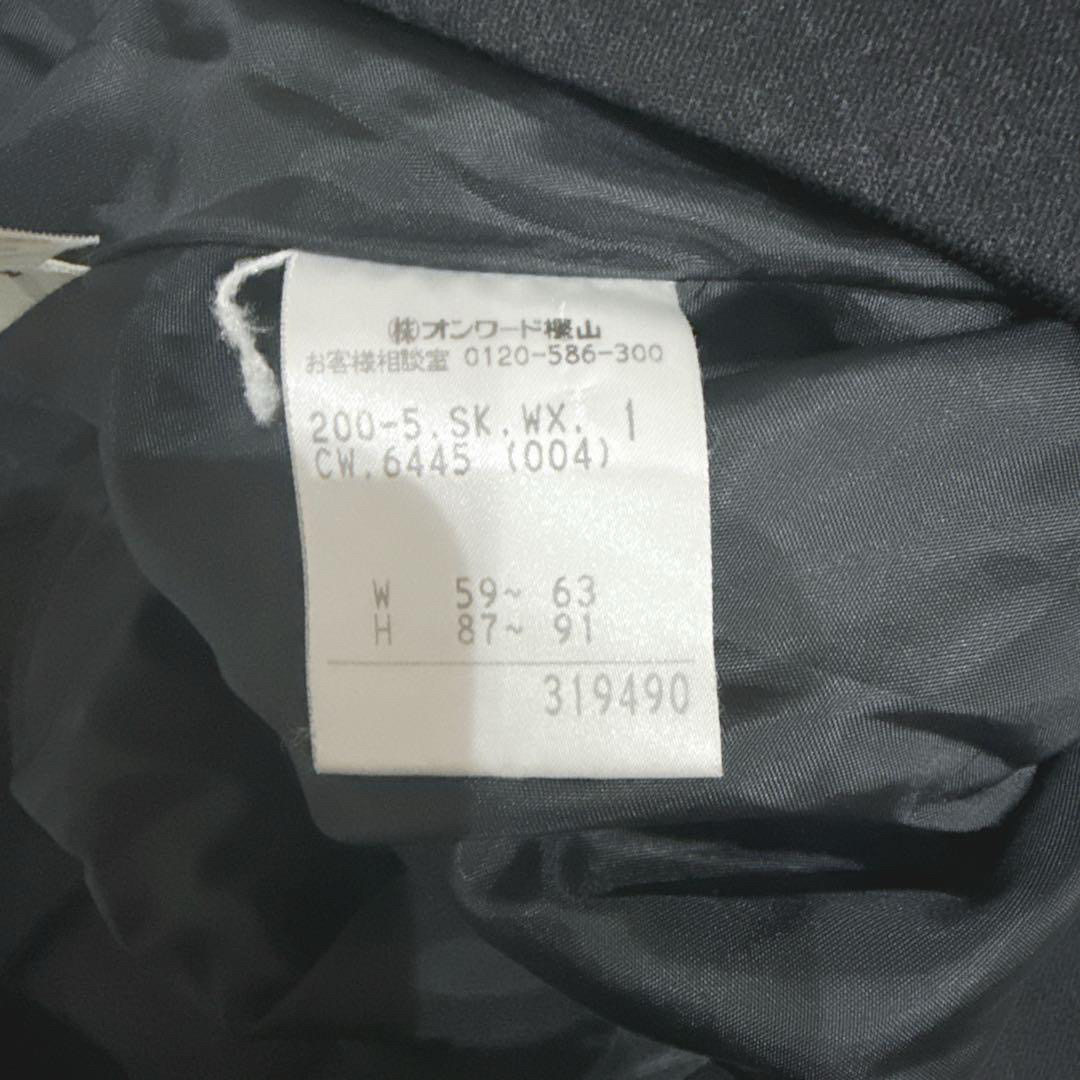 ㈱オンワード樫山
お客様相談室 0120-586-300
200-5.SK.WX. 1
CW.6445 (004)
W 59~ 63
H 87~ 91
319490